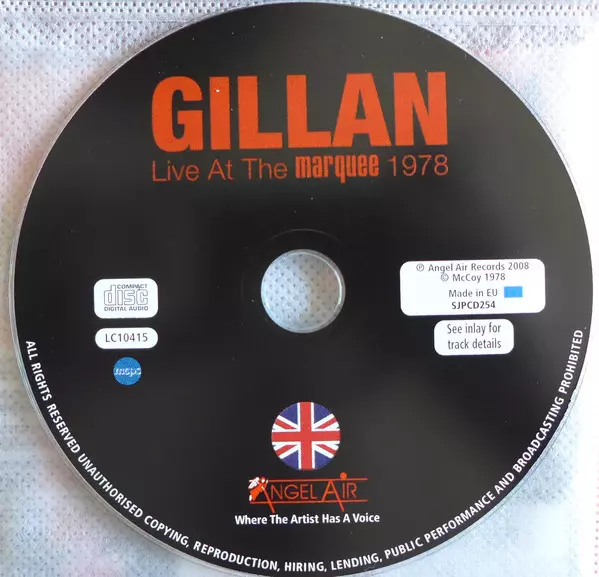 GILLAN
Live At The marquee 1978
COMPACT
disc
DIGITAL AUDIO
LC10415
mcps
℗ Angel Air Records 2008
© McCoy 1978
Made in EU
SJPCD254
See inlay for
track details
ANGEL AIR
Where The Artist Has A Voice
ALL RIGHTS RESERVED UNAUTHORISED COPYING, REPRODUCTION, HIRING, LENDING, PUBLIC PERFORMANCE AND BROADCASTING PROHIBITED